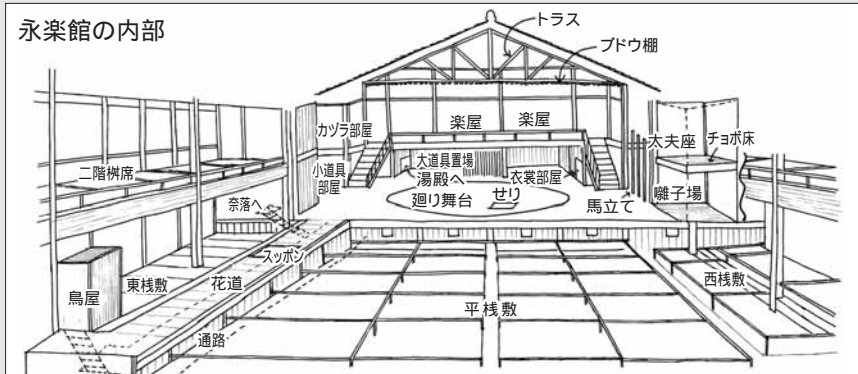 永楽館の内部
トラス
ブドウ棚
カヅラ部屋
楽屋
楽屋
太夫座
チョボ床
二階桝席
小道具
部屋
大道具置場
湯殿へ
衣裳部屋
廻り舞台
せり
馬立て
囃子場
奈落へ
スッポン
鳥屋
東桟敷
花道
西桟敷
平桟敷
通路